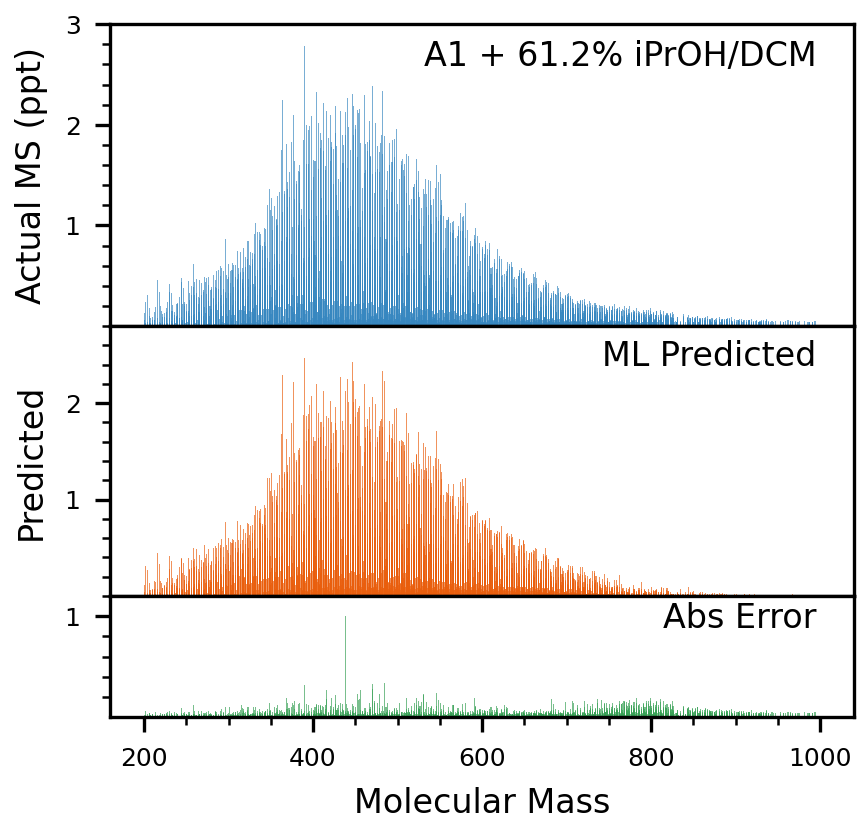 3
A1 + 61.2% iPrOH/DCM
2
Actual MS (ppt)
1
ML Predicted
2
Predicted
1
1
Abs Error
200 400 600 800 1000
Molecular Mass